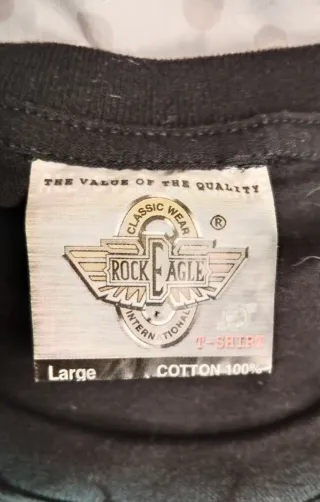 THE VALUE OF THE QUALITY
CLASSIC WEAR
®
ROCK EAGLE
INTERNATIONAL
T-SHIRT
Large COTTON 100%